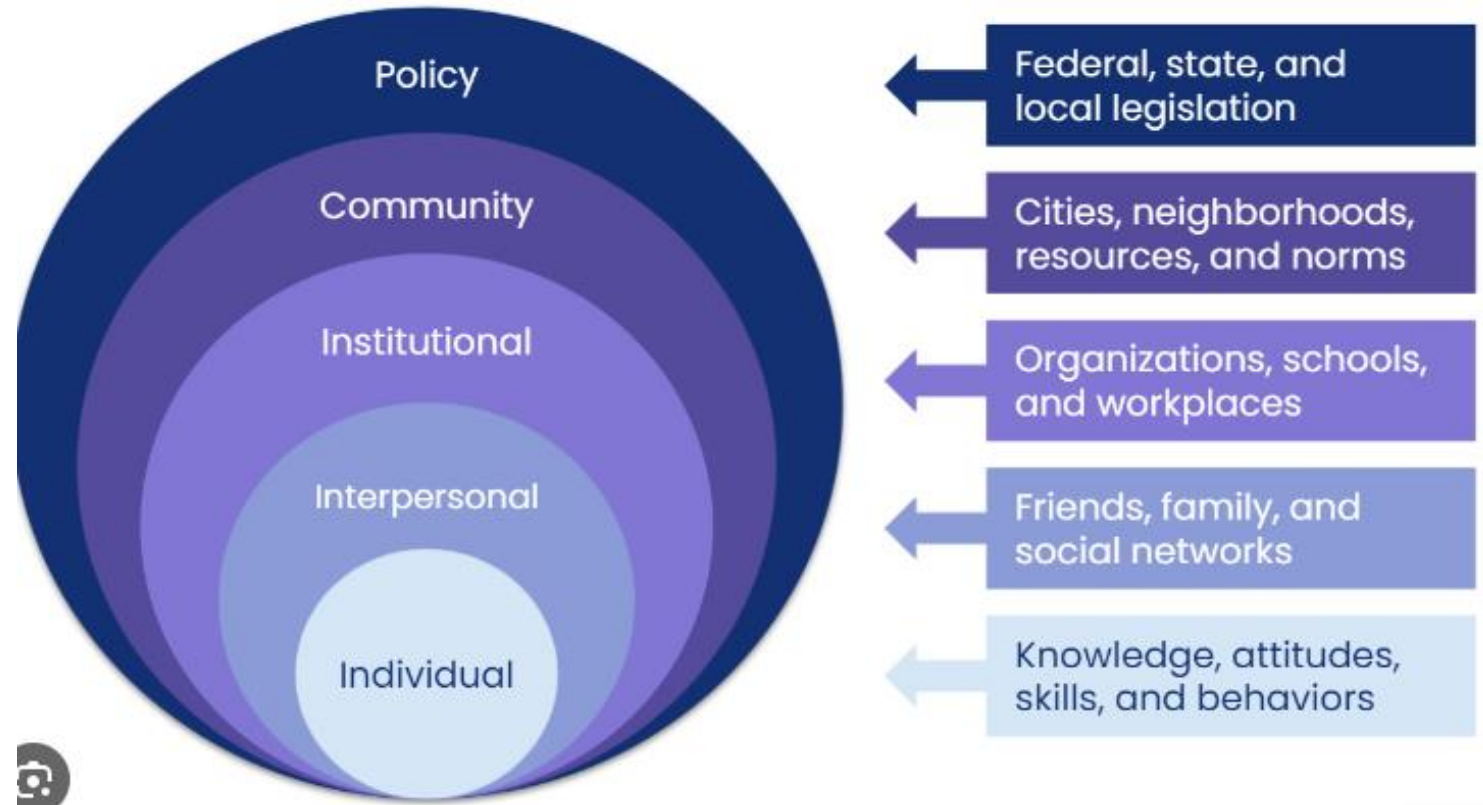 Policy
Federal, state, and
local legislation
Community
Cities, neighborhoods,
resources, and norms
Institutional
Organizations, schools,
and workplaces
Interpersonal
Friends, family, and
social networks
Individual
Knowledge, attitudes,
skills, and behaviors